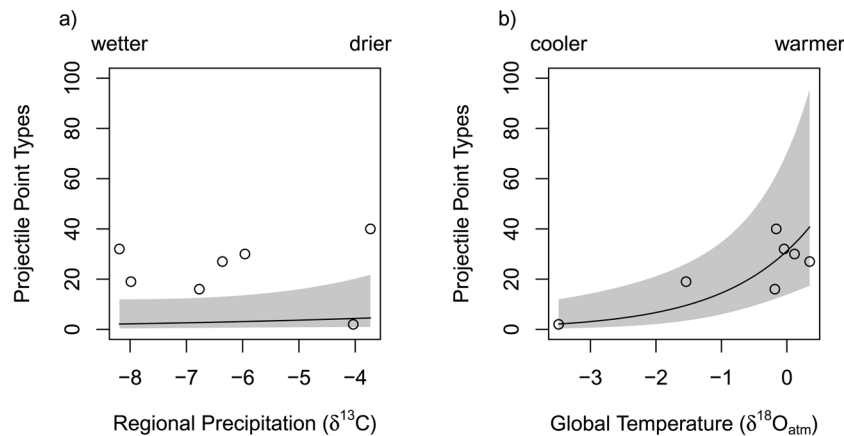 a)
wetter drier
Projectile Point Types
0 20 40 60 80 100
−8 −7 −6 −5 −4
Regional Precipitation (δ¹³C)
b)
cooler warmer
Projectile Point Types
0 20 40 60 80 100
−3 −2 −1 0
Global Temperature (δ¹⁸Oₐₜₘ)